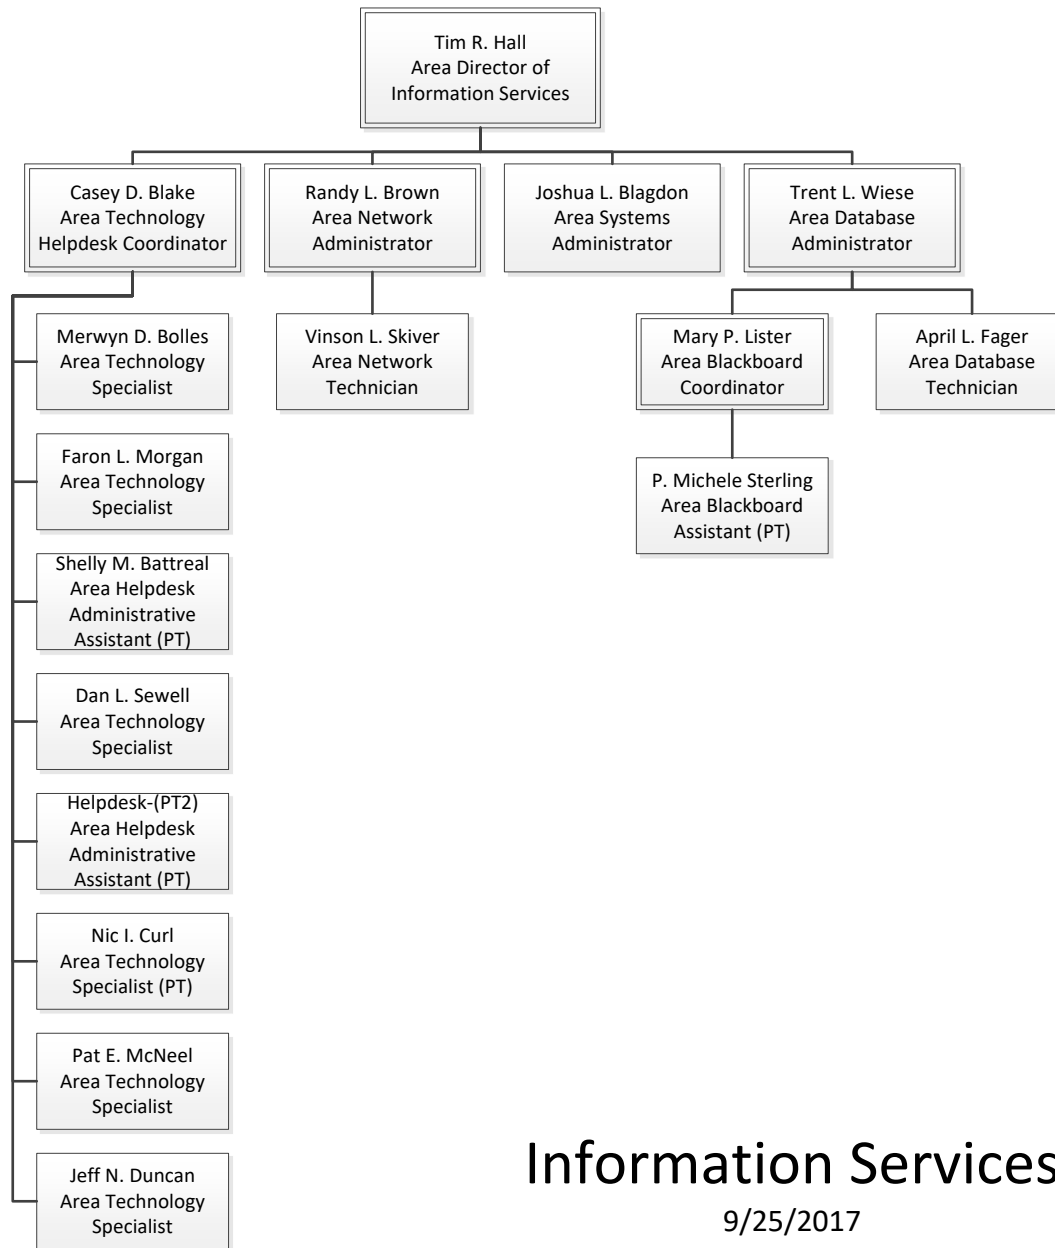 Tim R. Hall
Area Director of
Information Services
Casey D. Blake
Area Technology
Helpdesk Coordinator
Randy L. Brown
Area Network
Administrator
Joshua L. Blagdon
Area Systems
Administrator
Trent L. Wiese
Area Database
Administrator
Merwyn D. Bolles
Area Technology
Specialist
Vinson L. Skiver
Area Network
Technician
Mary P. Lister
Area Blackboard
Coordinator
April L. Fager
Area Database
Technician
Faron L. Morgan
Area Technology
Specialist
P. Michele Sterling
Area Blackboard
Assistant (PT)
Shelly M. Battreal
Area Helpdesk
Administrative
Assistant (PT)
Dan L. Sewell
Area Technology
Specialist
Helpdesk-(PT2)
Area Helpdesk
Administrative
Assistant (PT)
Nic I. Curl
Area Technology
Specialist (PT)
Pat E. McNeel
Area Technology
Specialist
Jeff N. Duncan
Area Technology
Specialist
Information Services
9/25/2017